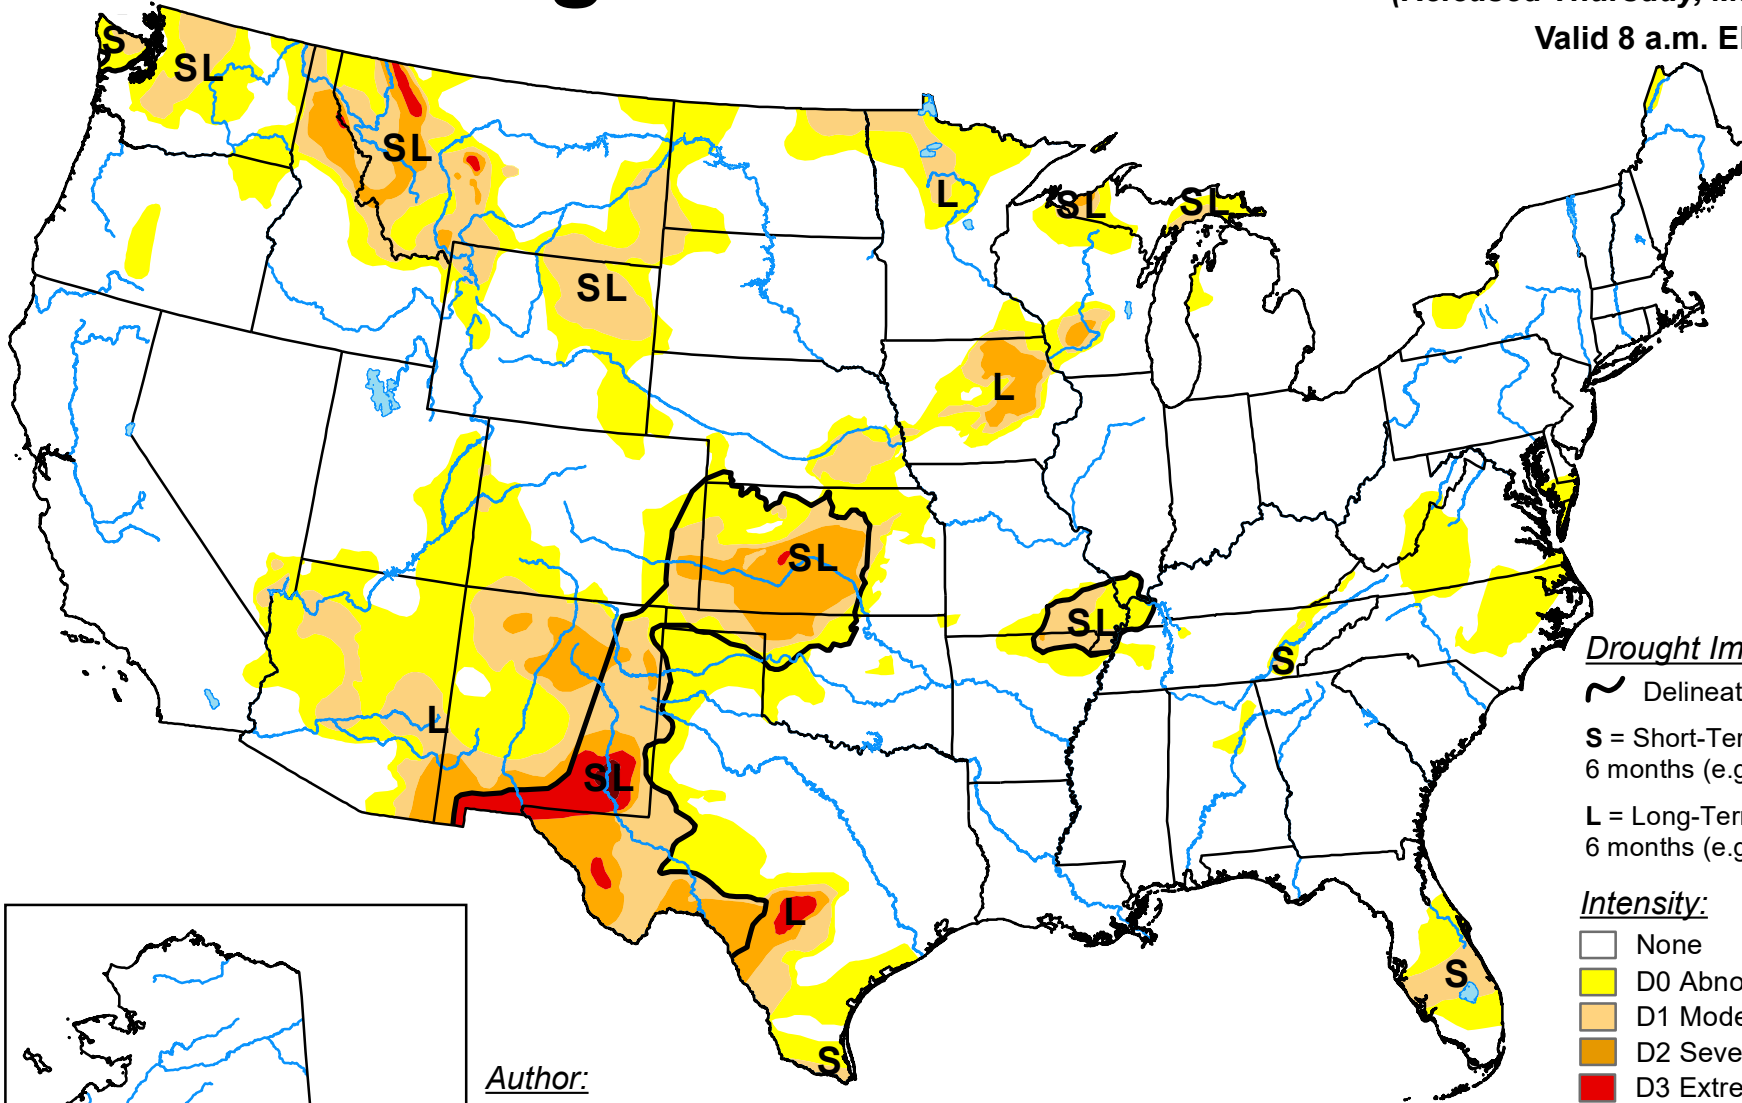 Valid 8 a.m. E
S
SL
SL
L
SL
SL
SL
L
SL
SL
S
L
SL
L
S
S
Drought Im
Delineat
S = Short-Ter
6 months (e.g
L = Long-Terr
6 months (e.g
Intensity:
None
D0 Abno
D1 Mode
D2 Seve
D3 Extre
Author: